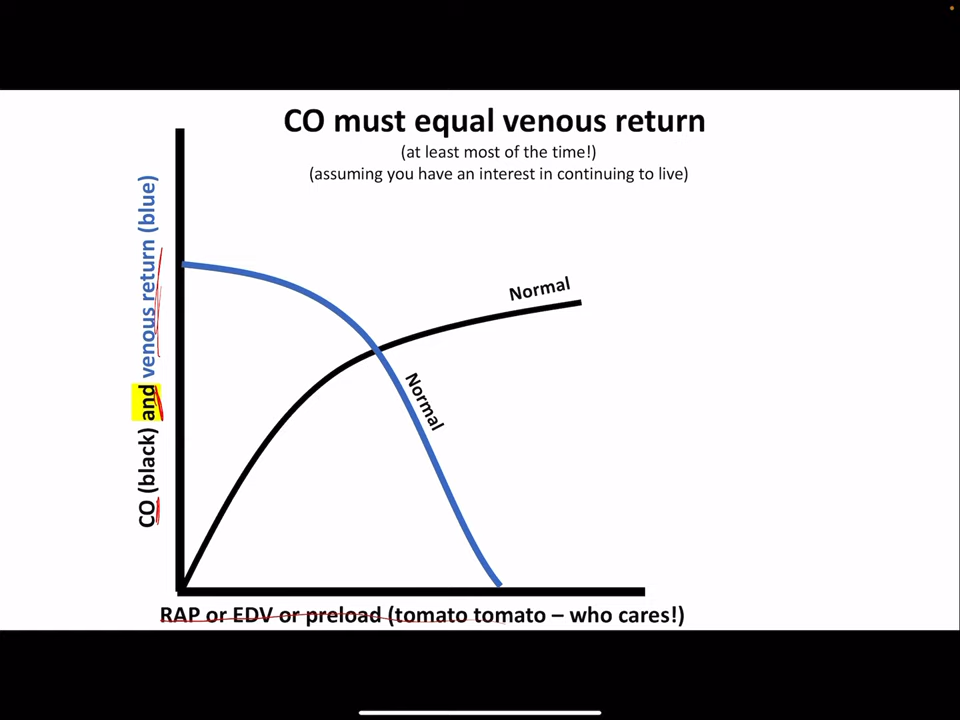 CO must equal venous return
(at least most of the time!)
(assuming you have an interest in continuing to live)
CO (black) and venous return (blue)
Normal
Normal
RAP or EDV or preload (tomato tomato – who cares!)